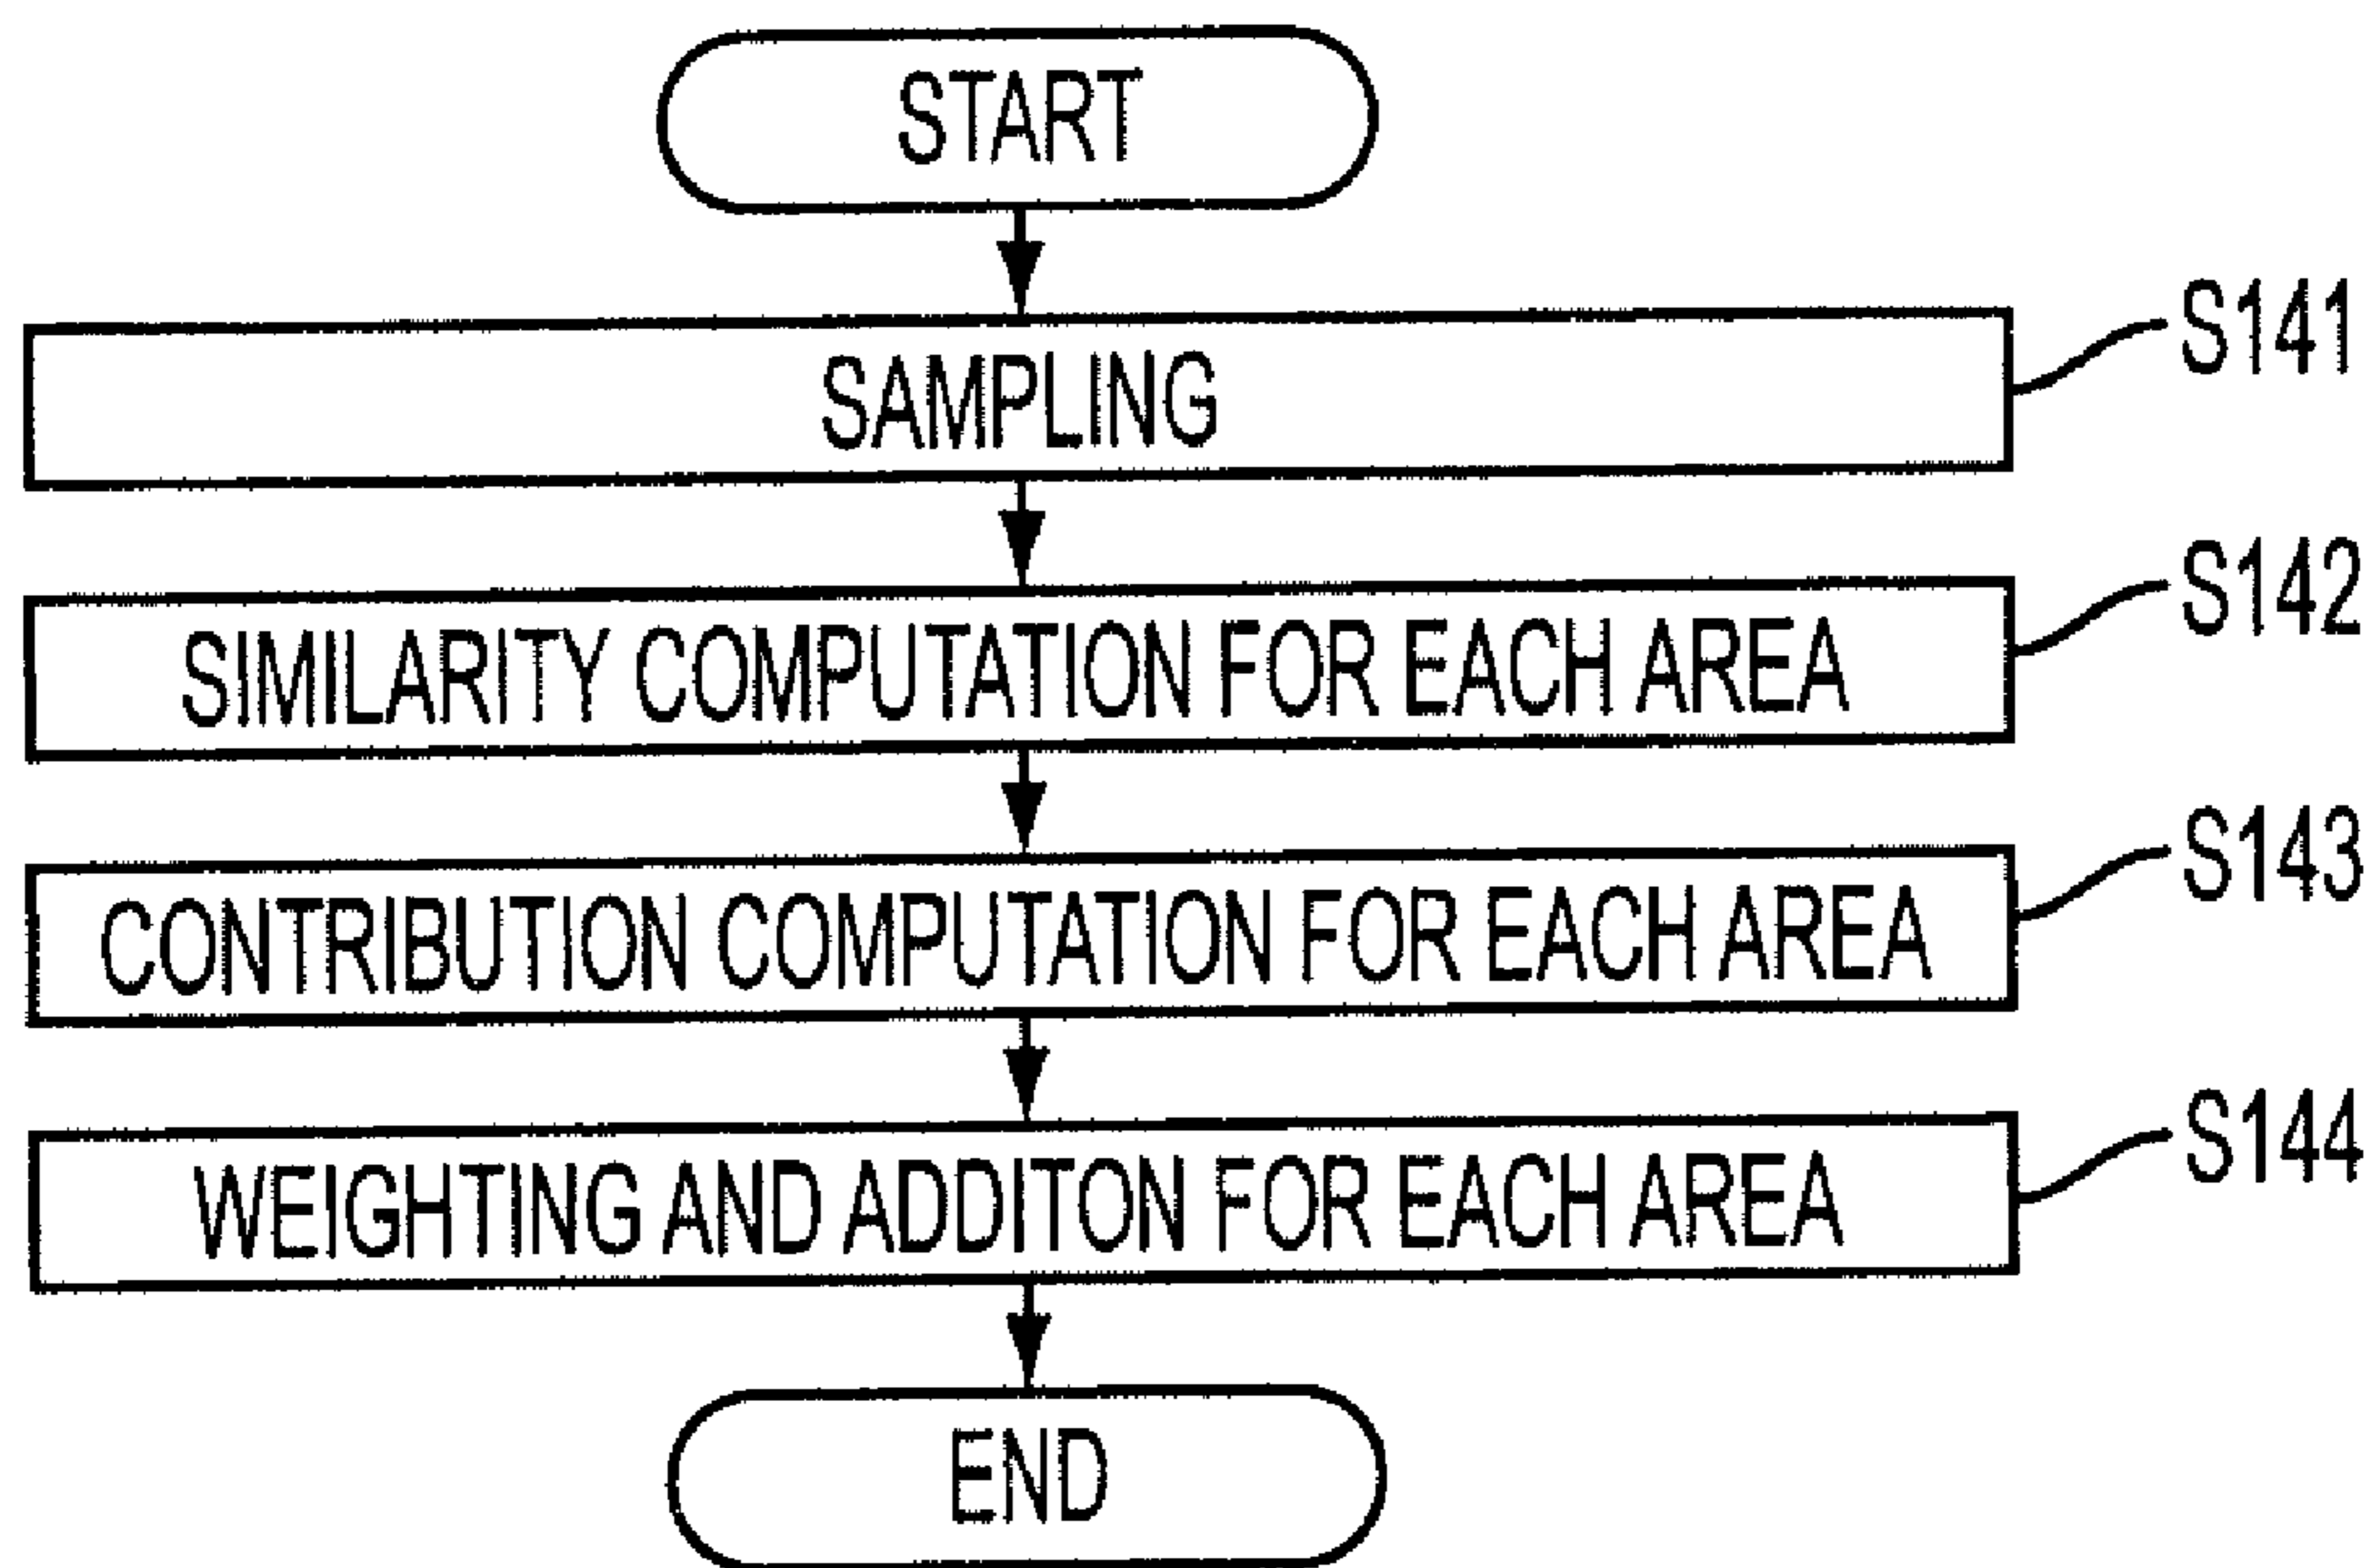 START
SAMPLING
S141
SIMILARITY COMPUTATION FOR EACH AREA
S142
CONTRIBUTION COMPUTATION FOR EACH AREA
S143
WEIGHTING AND ADDITON FOR EACH AREA
S144
END